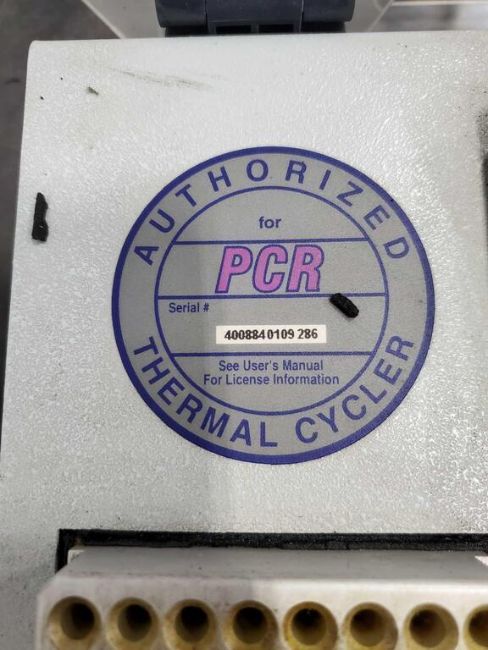 AUTHORIZED
for
PCR
Serial #
4008840109 286
See User's Manual
For License Information
THERMAL CYCLER